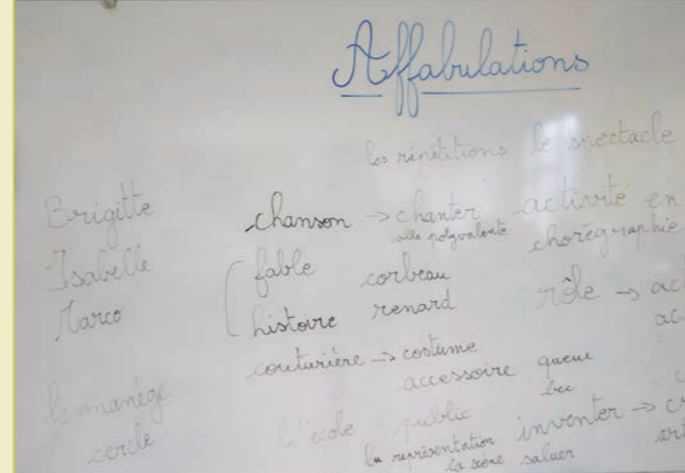 Affabulations
les répétitions le spectacle
Brigitte chanson → chanter activité en
salle polyvalente chorégraphie
Isabelle fable corbeau
Marco histoire renard rôle →
couturière → costume
accessoire queue
le manège bec
cercle l'école public inventer →
la représentation
la scène saluer